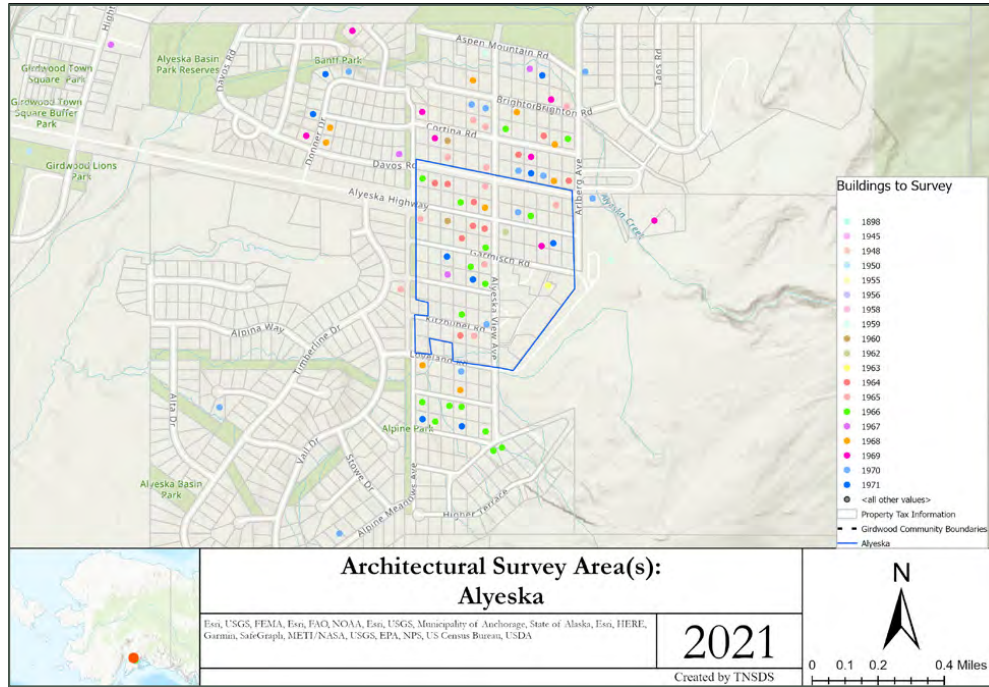 Aspen Mountain Rd
Girdwood Town
Square Park
Girdwood Town
Square Buffer
Park
Girdwood Lions
Park
Alyeska Basin
Park Reserves
Davos Rd
Banff Park
Taos Rd
BrightorBrighton Rd
Cortina Rd
Donner Dr
Davos Rd
Arlberg Ave
Alyeska Highway
Garmisch Rd
Alyeska View Ave
Kitzbuhel Rd
Loveland Rd
Alpina Way
Timberline Dr
Alta Dr
Vail Dr
Stowe Dr
Alpine Park
Alyeska Basin
Park
Alpine Meadows Ave
Higher Terrace
Buildings to Survey
1898
1945
1948
1950
1955
1956
1958
1959
1960
1962
1963
1964
1965
1966
1967
1968
1969
1970
1971
<all other values>
Property Tax Information
Girdwood Community Boundaries
Alyeska
Architectural Survey Area(s):
Alyeska
Esri, USGS, FEMA, Esri, FAO, NOAA, Esri, USGS, Municipality of Anchorage, State of Alaska, Esri, HERE,
Garmin, SafeGraph, METI/NASA, USGS, EPA, NPS, US Census Bureau, USDA
2021
Created by TNSDS
N
0 0.1 0.2 0.4 Miles